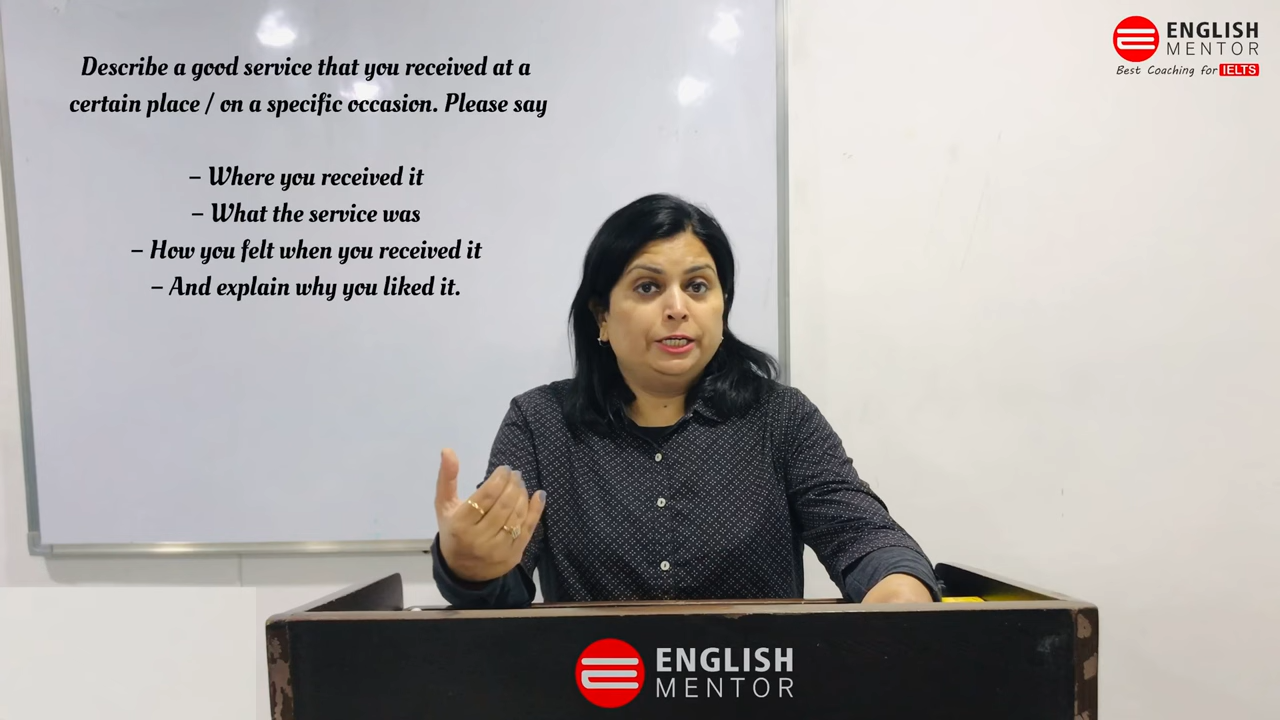 Describe a good service that you received at a
certain place / on a specific occasion. Please say
– Where you received it
– What the service was
– How you felt when you received it
– And explain why you liked it.
ENGLISH
MENTOR
Best Coaching for IELTS
ENGLISH
MENTOR